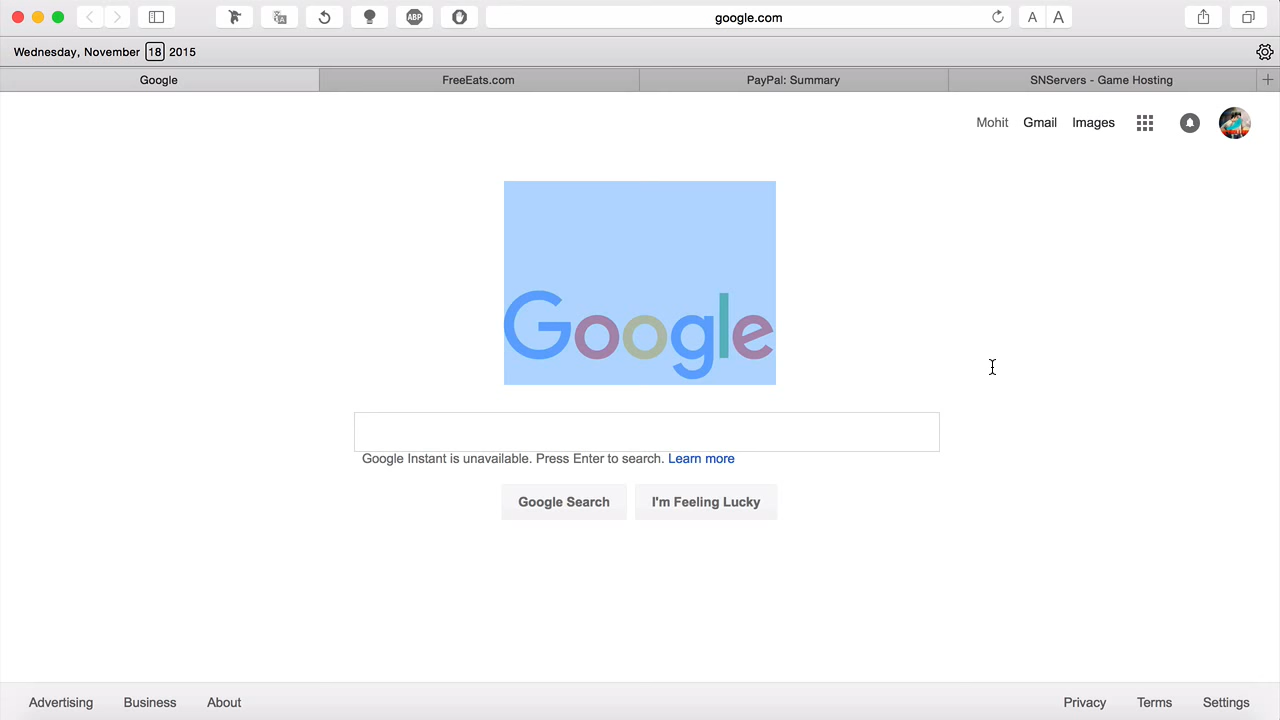 ABP
google.com
A A
Wednesday, November 18 2015
Google
FreeEats.com
PayPal: Summary
SNServers - Game Hosting
Mohit Gmail Images
Google
Google Instant is unavailable. Press Enter to search. Learn more
Google Search
I'm Feeling Lucky
Advertising Business About
Privacy Terms Settings